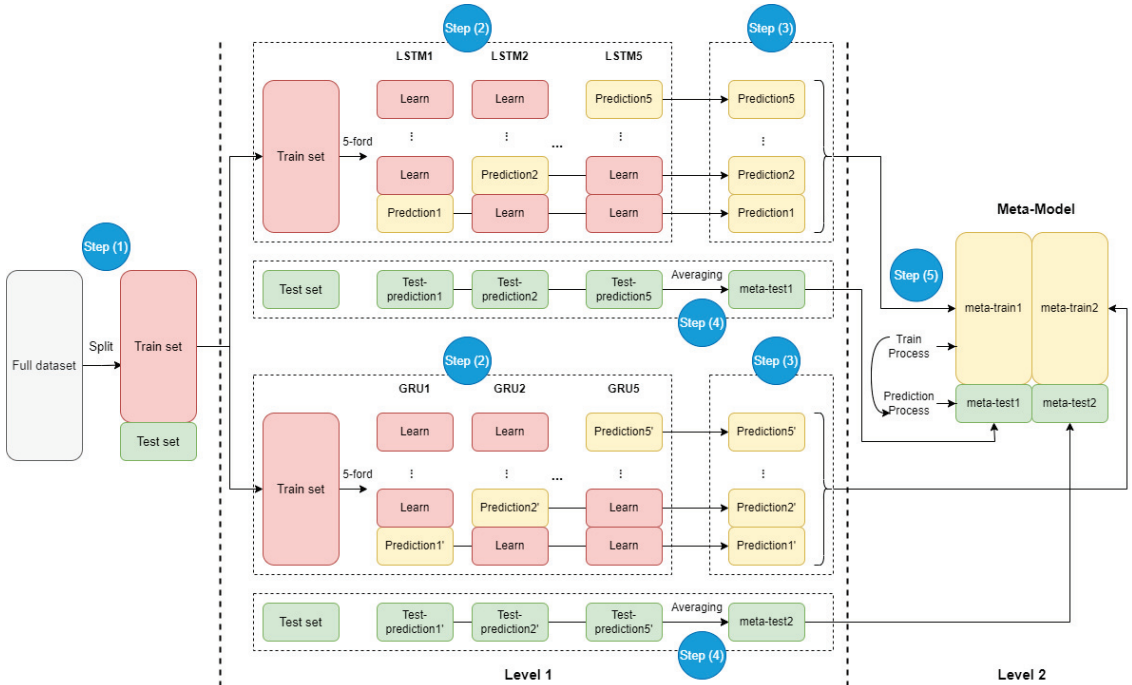 Step (2)
Step (3)
LSTM1
LSTM2
LSTM5
Learn
Learn
Prediction5
Prediction5
5-ford
Train set
⋮
⋮
⋮
...
Learn
Prediction2
Learn
Prediction2
Predction1
Learn
Learn
Prediction1
Step (1)
Full dataset
Split
Train set
Test set
Test set
Test-
prediction1
Test-
prediction2
Test-
prediction5
Averaging
meta-test1
Step (4)
Step (2)
Step (3)
GRU1
GRU2
GRU5
Learn
Learn
Prediction5'
Prediction5'
5-ford
Train set
⋮
⋮
⋮
...
Learn
Prediction2'
Learn
Prediction2'
Prediction1'
Learn
Learn
Prediction1'
Test set
Test-
prediction1'
Test-
prediction2'
Test-
prediction5'
Averaging
meta-test2
Step (4)
Level 1
Meta-Model
Step (5)
meta-train1
meta-train2
Train
Process
Prediction
Process
meta-test1
meta-test2
Level 2